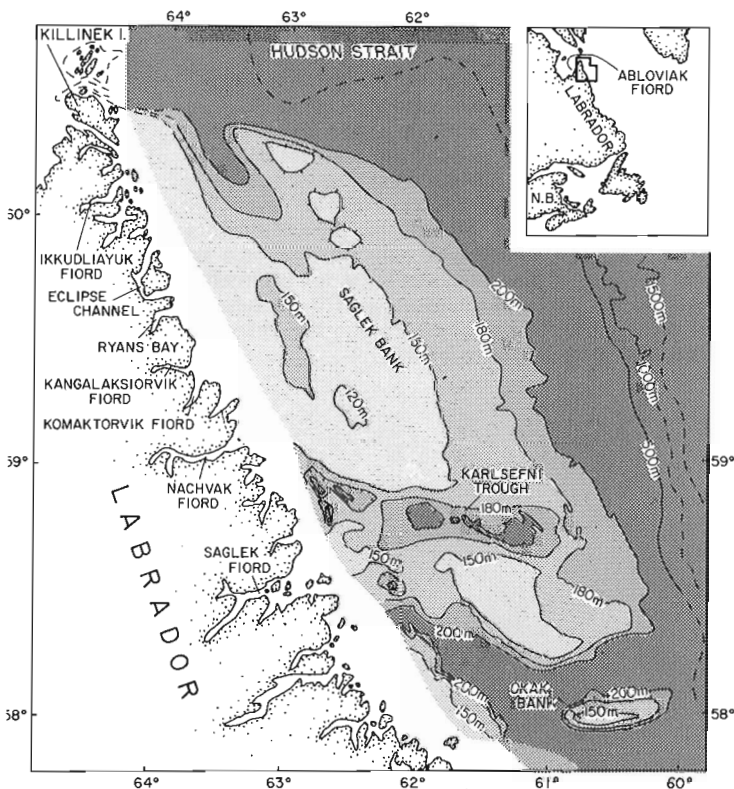 64°
63°
62°
KILLINEK I.
HUDSON STRAIT
ABLOVIAK
FIORD
LABRADOR
N.B.
60°
IKKUDLIAYUK
FIORD
ECLIPSE
CHANNEL
RYANS BAY
KANGALAKSIORVIK
FIORD
KOMAKTORVIK FIORD
NACHVAK
FIORD
SAGLEK
FIORD
LABRADOR
SAGLEK BANK
150m
120m
150m
180m
200m
1500m
1000m
500m
59°
59°
KARLSEFNI
TROUGH
180m
150m
150m
180m
200m
OKAK
BANK
200m
150m
200m
150m
58°
58°
64°
63°
62°
61°
60°